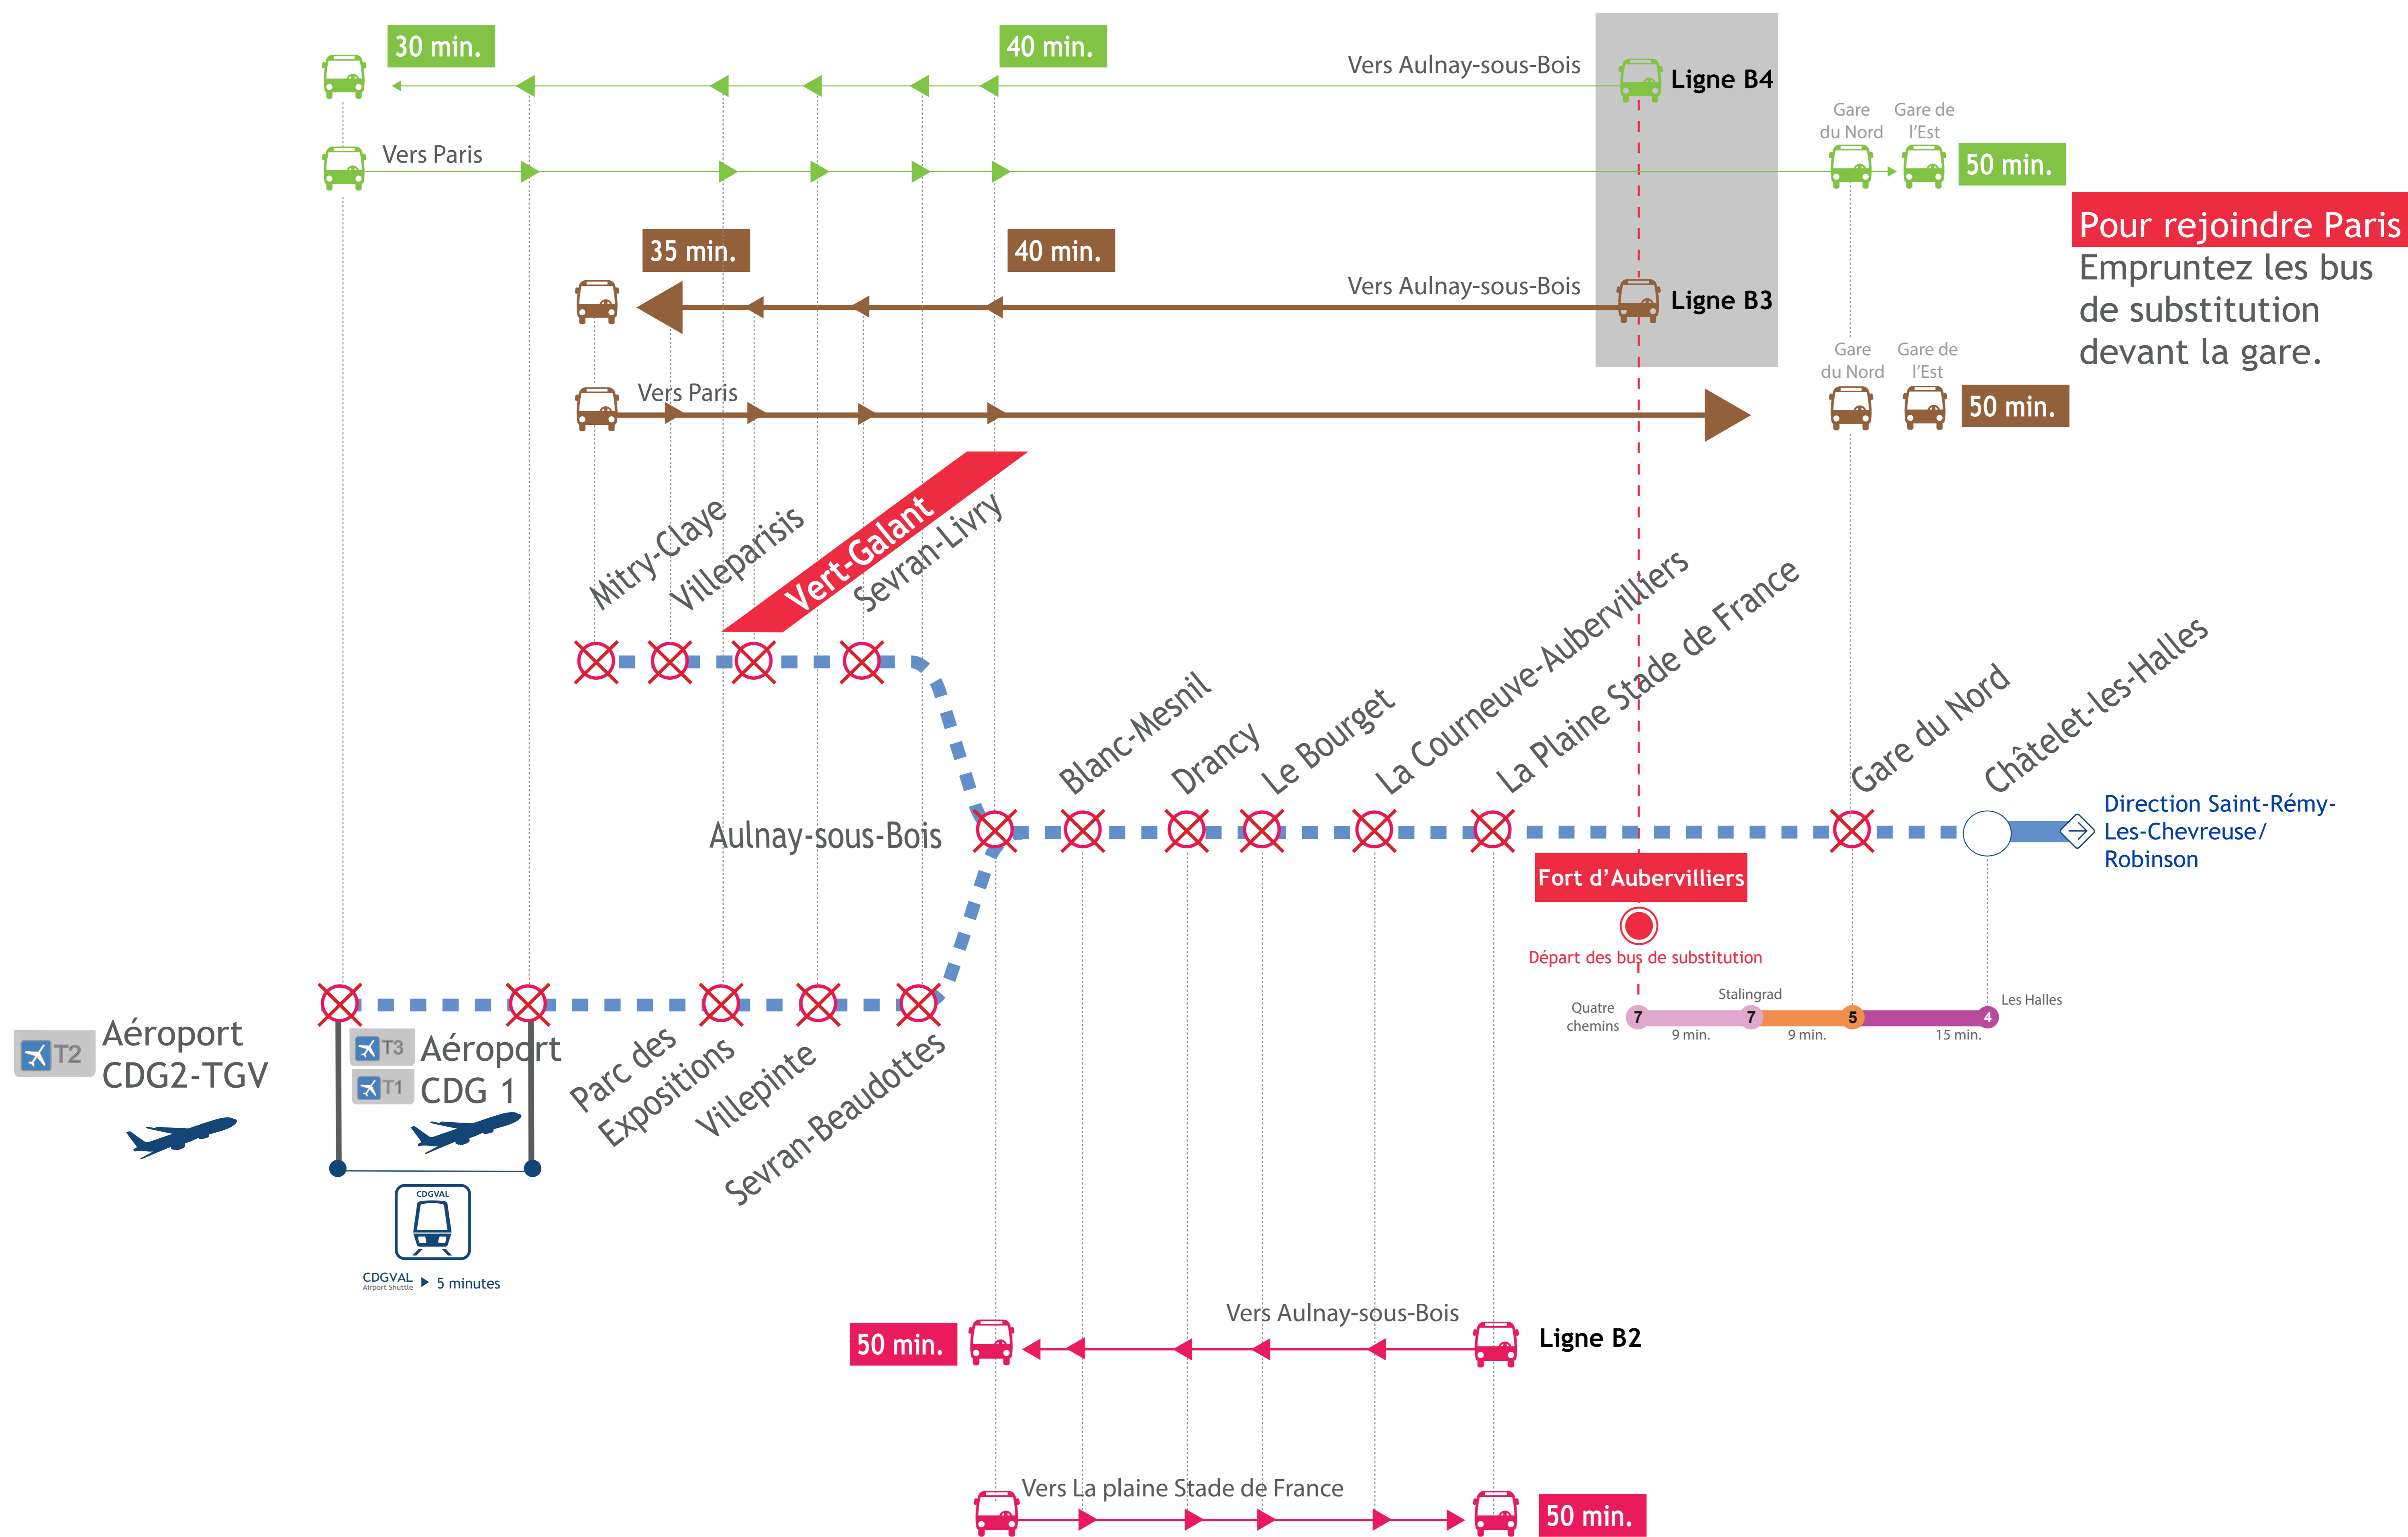 30 min.
40 min.
Vers Aulnay-sous-Bois
Ligne B4
Vers Paris
Gare
du Nord
Gare de
l'Est
50 min.
Pour rejoindre Paris
Empruntez les bus
de substitution
devant la gare.
35 min.
40 min.
Vers Aulnay-sous-Bois
Ligne B3
Vers Paris
Gare
du Nord
Gare de
l'Est
50 min.
Mitry-Claye
Villeparisis
Vert-Galant
Sevran-Livry
Aulnay-sous-Bois
Blanc-Mesnil
Drancy
Le Bourget
La Courneuve-Aubervilliers
La Plaine Stade de France
Gare du Nord
Châtelet-les-Halles
Direction Saint-Rémy-
Les-Chevreuse/
Robinson
Fort d'Aubervilliers
Départ des bus de substitution
Quatre
chemins
7
Stalingrad
7
5
4
Les Halles
9 min.
9 min.
15 min.
T2
Aéroport
CDG2-TGV
T3
T1
Aéroport
CDG 1
Parc des
Expositions
Villepinte
Sevran-Beaudottes
CDGVAL
CDGVAL
Airport Shuttle
5 minutes
50 min.
Vers Aulnay-sous-Bois
Ligne B2
Vers La plaine Stade de France
50 min.